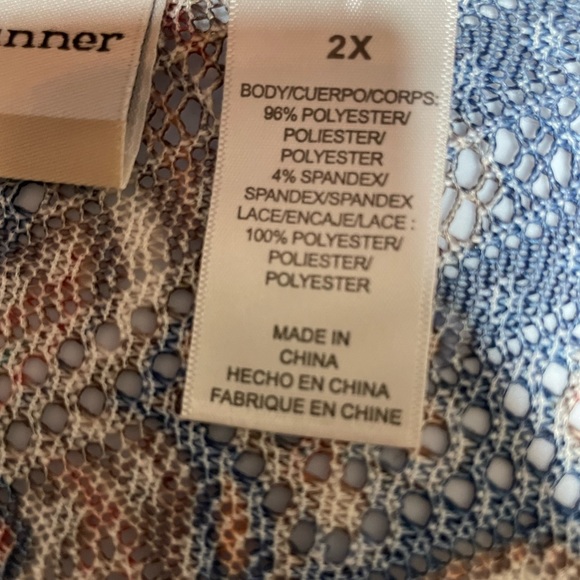 2X
BODY/CUERPO/CORPS:
96% POLYESTER/
POLIESTER/
POLYESTER
4% SPANDEX/
SPANDEX/SPANDEX
LACE/ENCAJE/LACE :
100% POLYESTER/
POLIESTER/
POLYESTER
MADE IN
CHINA
HECHO EN CHINA
FABRIQUE EN CHINE